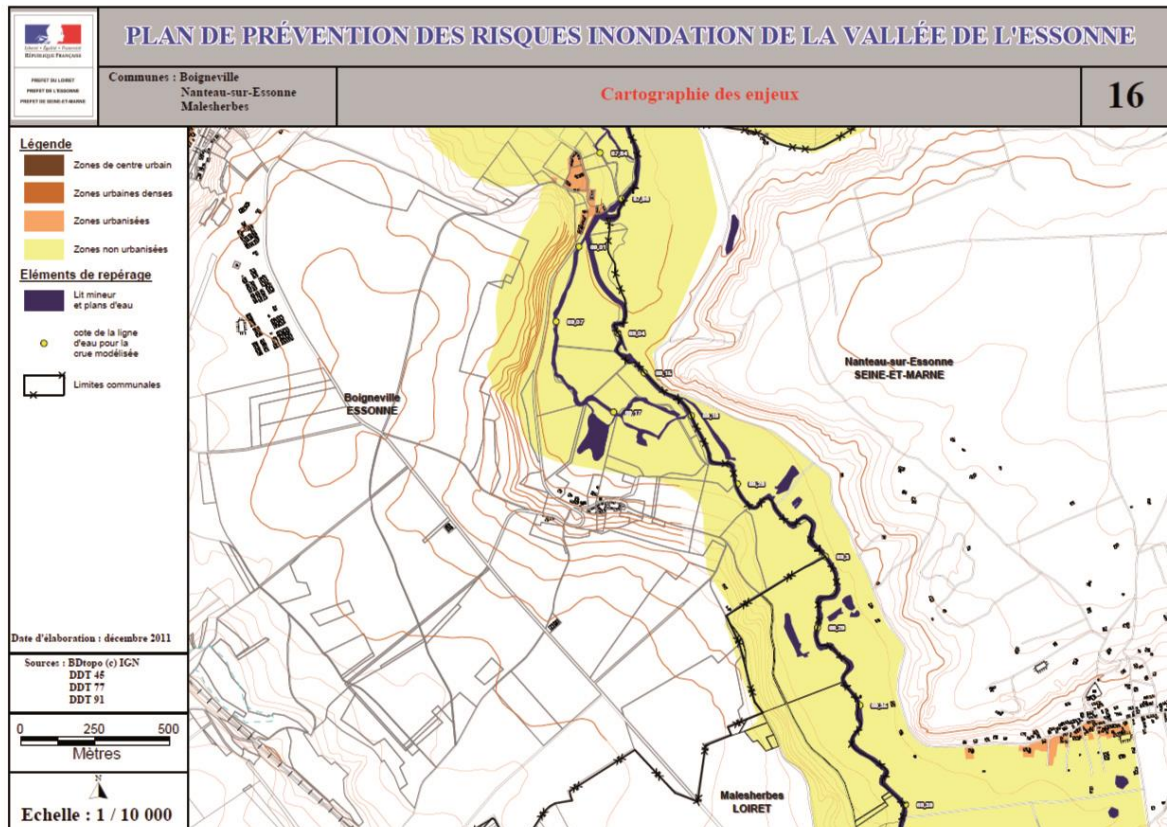 Liberté • Égalité • Fraternité
RÉPUBLIQUE FRANÇAISE
PREFET DU LOIRET
PREFET DE L'ESSONNE
PREFET DE SEINE-ET-MARNE
PLAN DE PRÉVENTION DES RISQUES INONDATION DE LA VALLÉE DE L'ESSONNE
Communes : Boigneville
Nanteau-sur-Essonne
Malesherbes
Cartographie des enjeux
16
Légende
Zones de centre urbain
Zones urbaines denses
Zones urbanisées
Zones non urbanisées
Eléments de repérage
Lit mineur
et plans d'eau
cote de la ligne
d'eau pour la
crue modélisée
Limites communales
Date d'élaboration : décembre 2011
Sources : BDtopo (c) IGN
DDT 45
DDT 77
DDT 91
0 250 500
Mètres
N
Echelle : 1 / 10 000
Boigneville
ESSONNE
Nanteau-sur-Essonne
SEINE-ET-MARNE
Malesherbes
LOIRET